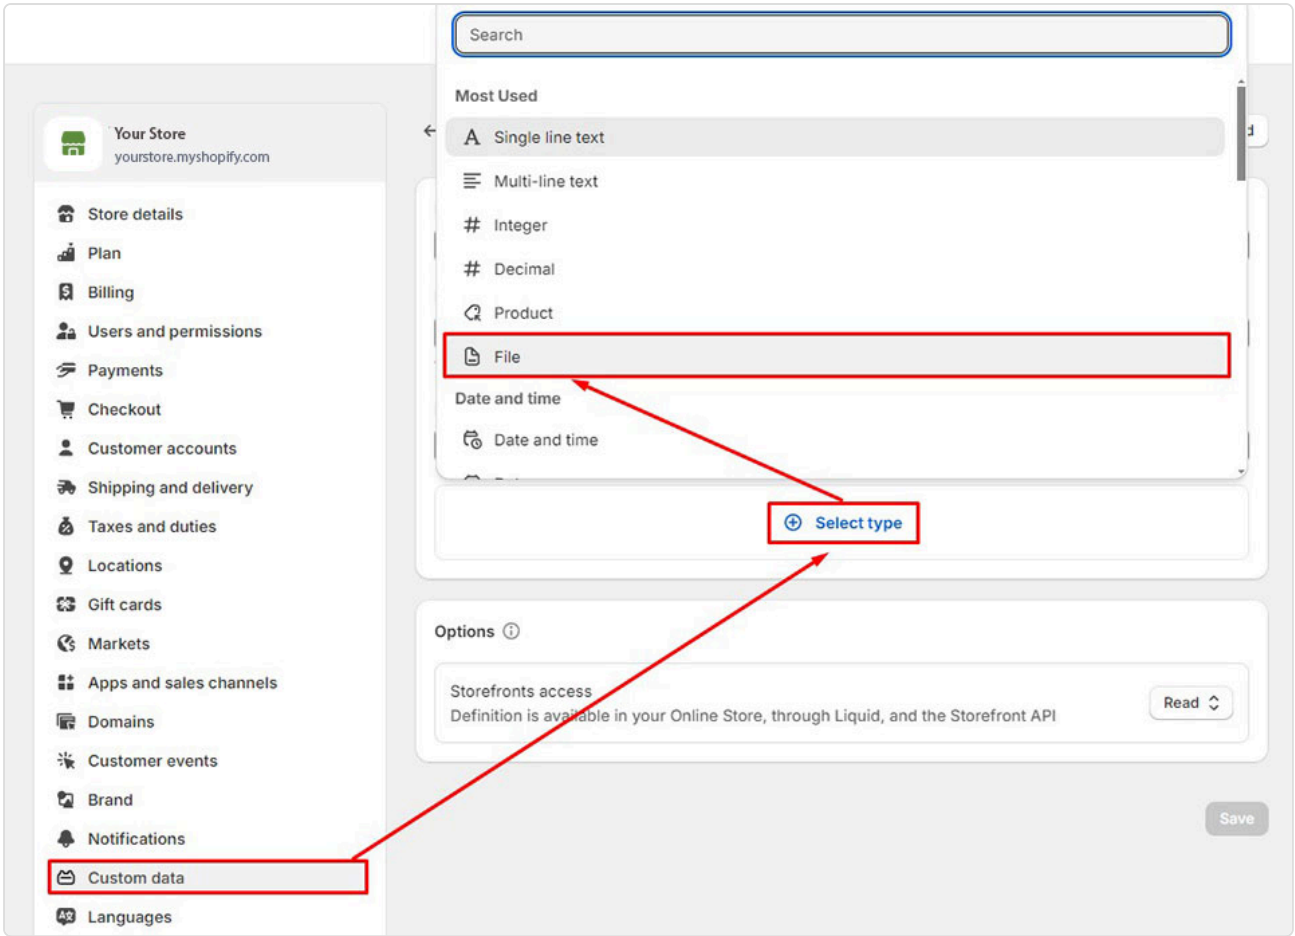 Search
Most Used
Single line text
Multi-line text
Integer
Decimal
Product
File
Date and time
Date and time
Your Store
yourstore.myshopify.com
Store details
Plan
Billing
Users and permissions
Payments
Checkout
Customer accounts
Shipping and delivery
Taxes and duties
Locations
Gift cards
Markets
Apps and sales channels
Domains
Customer events
Brand
Notifications
Custom data
Languages
Select type
Options
Storefronts access
Definition is available in your Online Store, through Liquid, and the Storefront API
Read
Save